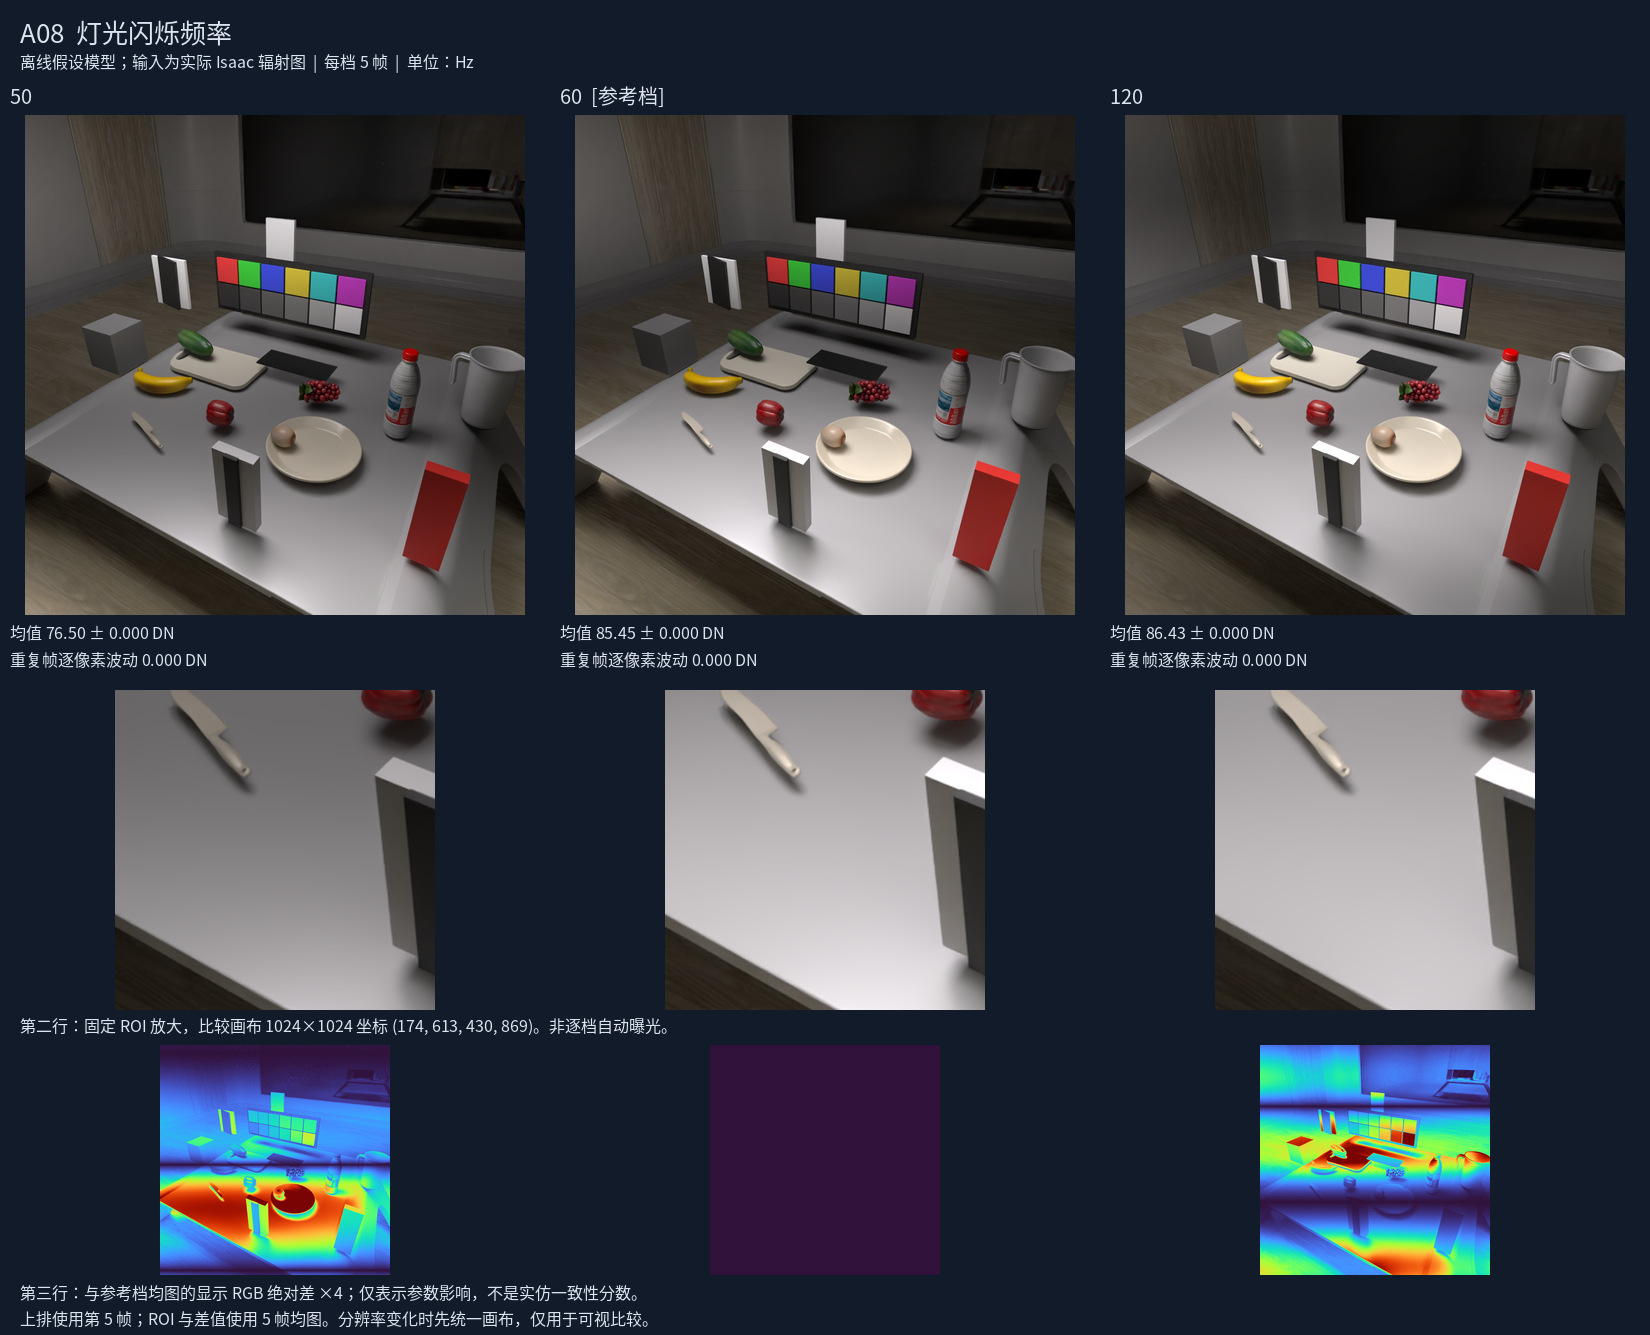 A08 灯光闪烁频率
离线假设模型；输入为实际 Isaac 辐射图 | 每档 5 帧 | 单位：Hz
50
60 [参考档]
120
均值 76.50 ± 0.000 DN
重复帧逐像素波动 0.000 DN
均值 85.45 ± 0.000 DN
重复帧逐像素波动 0.000 DN
均值 86.43 ± 0.000 DN
重复帧逐像素波动 0.000 DN
第二行：固定 ROI 放大，比较画布 1024×1024 坐标 (174, 613, 430, 869)。非逐档自动曝光。
第三行：与参考档均图的显示 RGB 绝对差 ×4；仅表示参数影响，不是实仿一致性分数。
上排使用第 5 帧；ROI 与差值使用 5 帧均图。分辨率变化时先统一画布，仅用于可视比较。